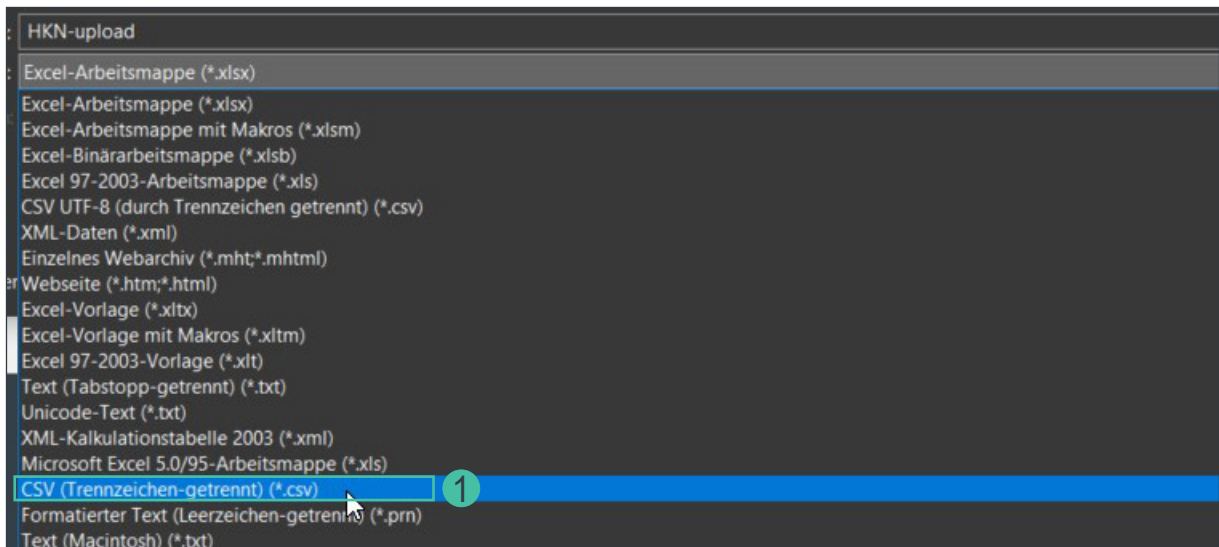 : HKN-upload
: Excel-Arbeitsmappe (*.xlsx)
Excel-Arbeitsmappe (*.xlsx)
Excel-Arbeitsmappe mit Makros (*.xlsm)
Excel-Binärarbeitsmappe (*.xlsb)
Excel 97-2003-Arbeitsmappe (*.xls)
CSV UTF-8 (durch Trennzeichen getrennt) (*.csv)
XML-Daten (*.xml)
Einzelnes Webarchiv (*.mht;*.mhtml)
er Webseite (*.htm;*.html)
Excel-Vorlage (*.xltx)
Excel-Vorlage mit Makros (*.xltm)
Excel 97-2003-Vorlage (*.xlt)
Text (Tabstopp-getrennt) (*.txt)
Unicode-Text (*.txt)
XML-Kalkulationstabelle 2003 (*.xml)
Microsoft Excel 5.0/95-Arbeitsmappe (*.xls)
CSV (Trennzeichen-getrennt) (*.csv) 1
Formatierter Text (Leerzeichen-getrennt) (*.prn)
Text (Macintosh) (*.txt)